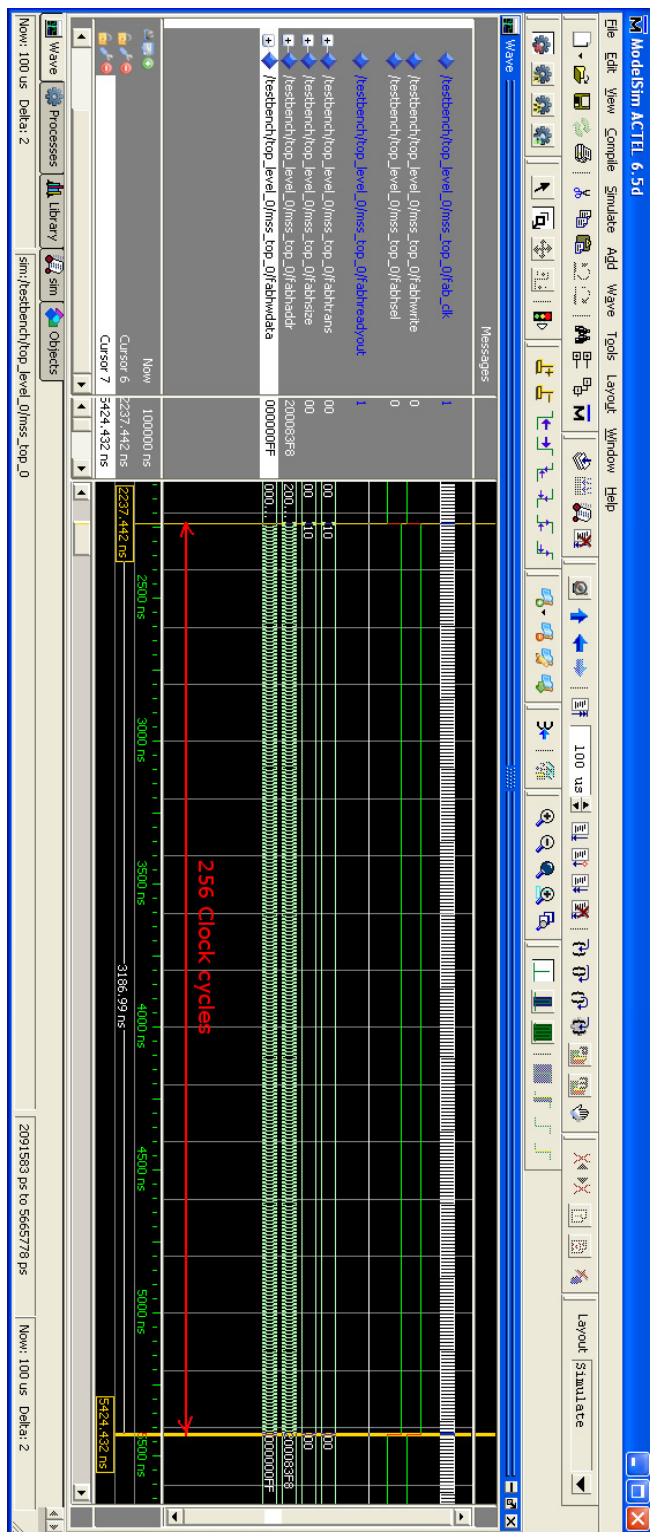 ModelSim ACTEL 6.5d
File Edit View Compile Simulate Add Wave Tools Layout Window Help
100 us
Layout Simulate
Wave
Messages
/testbench/top_level_0/mss_top_0/fab_clk 1
/testbench/top_level_0/mss_top_0/fabhwrite 0
/testbench/top_level_0/mss_top_0/fabhsel 0
/testbench/top_level_0/mss_top_0/fabhreadyout 1
/testbench/top_level_0/mss_top_0/fabhtrans 00 00 10 00
/testbench/top_level_0/mss_top_0/fabhsize 00 00 10 00
/testbench/top_level_0/mss_top_0/fabhaddr 200083F8 200... 200083F8
/testbench/top_level_0/mss_top_0/fabhwdata 000000FF 000... 000000FF
256 Clock cycles
Now 100000 ns 2500 ns 3000 ns 3500 ns 4000 ns 4500 ns 5000 ns 5500 ns
Cursor 6 2237.442 ns 2237.442 ns 3186.99 ns
Cursor 7 5424.432 ns 5424.432 ns
Wave Processes Library sim Objects
Now: 100 us Delta: 2 sim:/testbench/top_level_0/mss_top_0 2091583 ps to 5665778 ps Now: 100 us Delta: 2